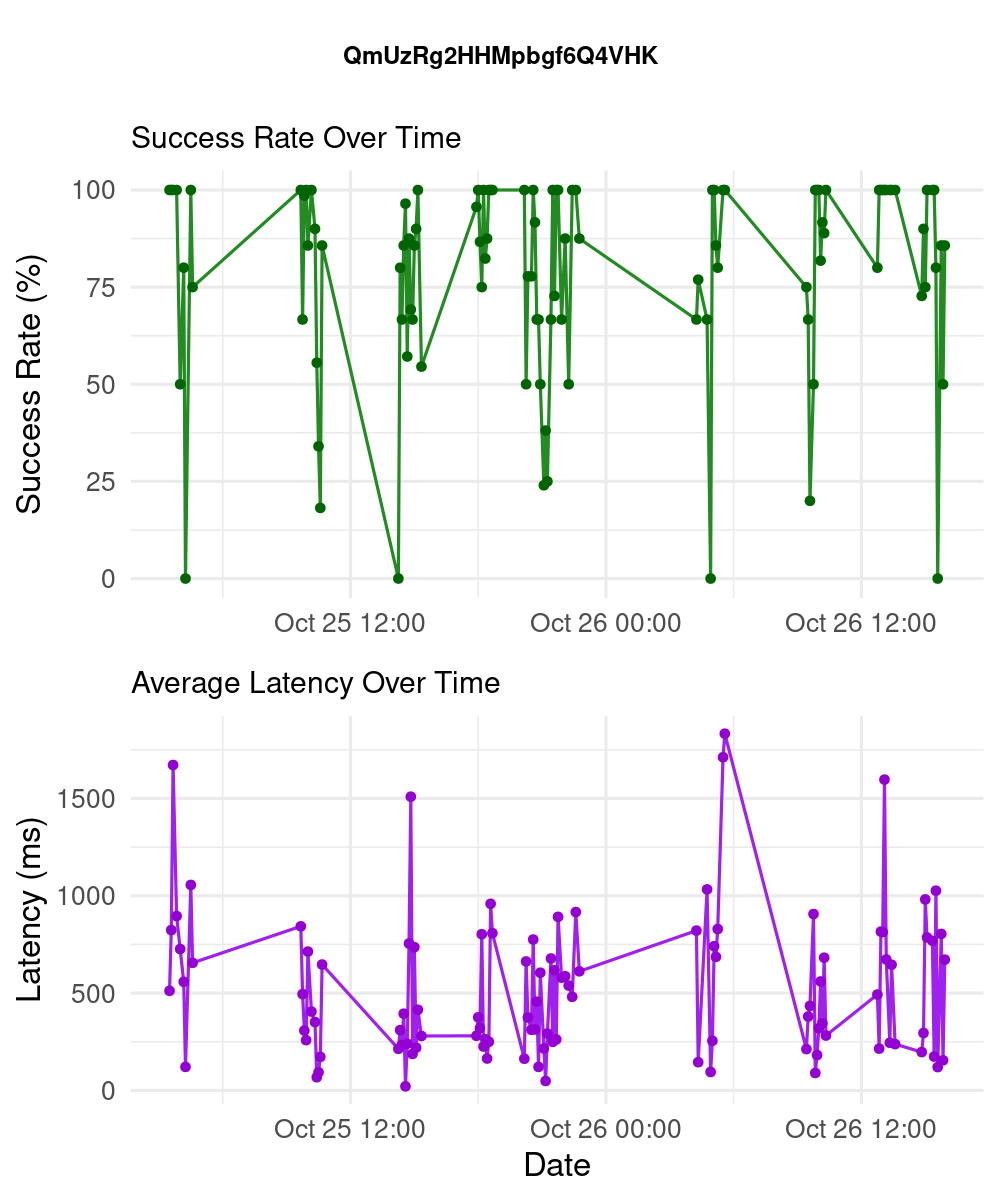 QmUzRg2HHMpbgf6Q4VHK
Success Rate Over Time
Success Rate (%)
100
75
50
25
0
Oct 25 12:00
Oct 26 00:00
Oct 26 12:00
Average Latency Over Time
Latency (ms)
1500
1000
500
0
Oct 25 12:00
Oct 26 00:00
Oct 26 12:00
Date